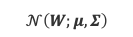 𝓝(𝑾; 𝝁, 𝜮)